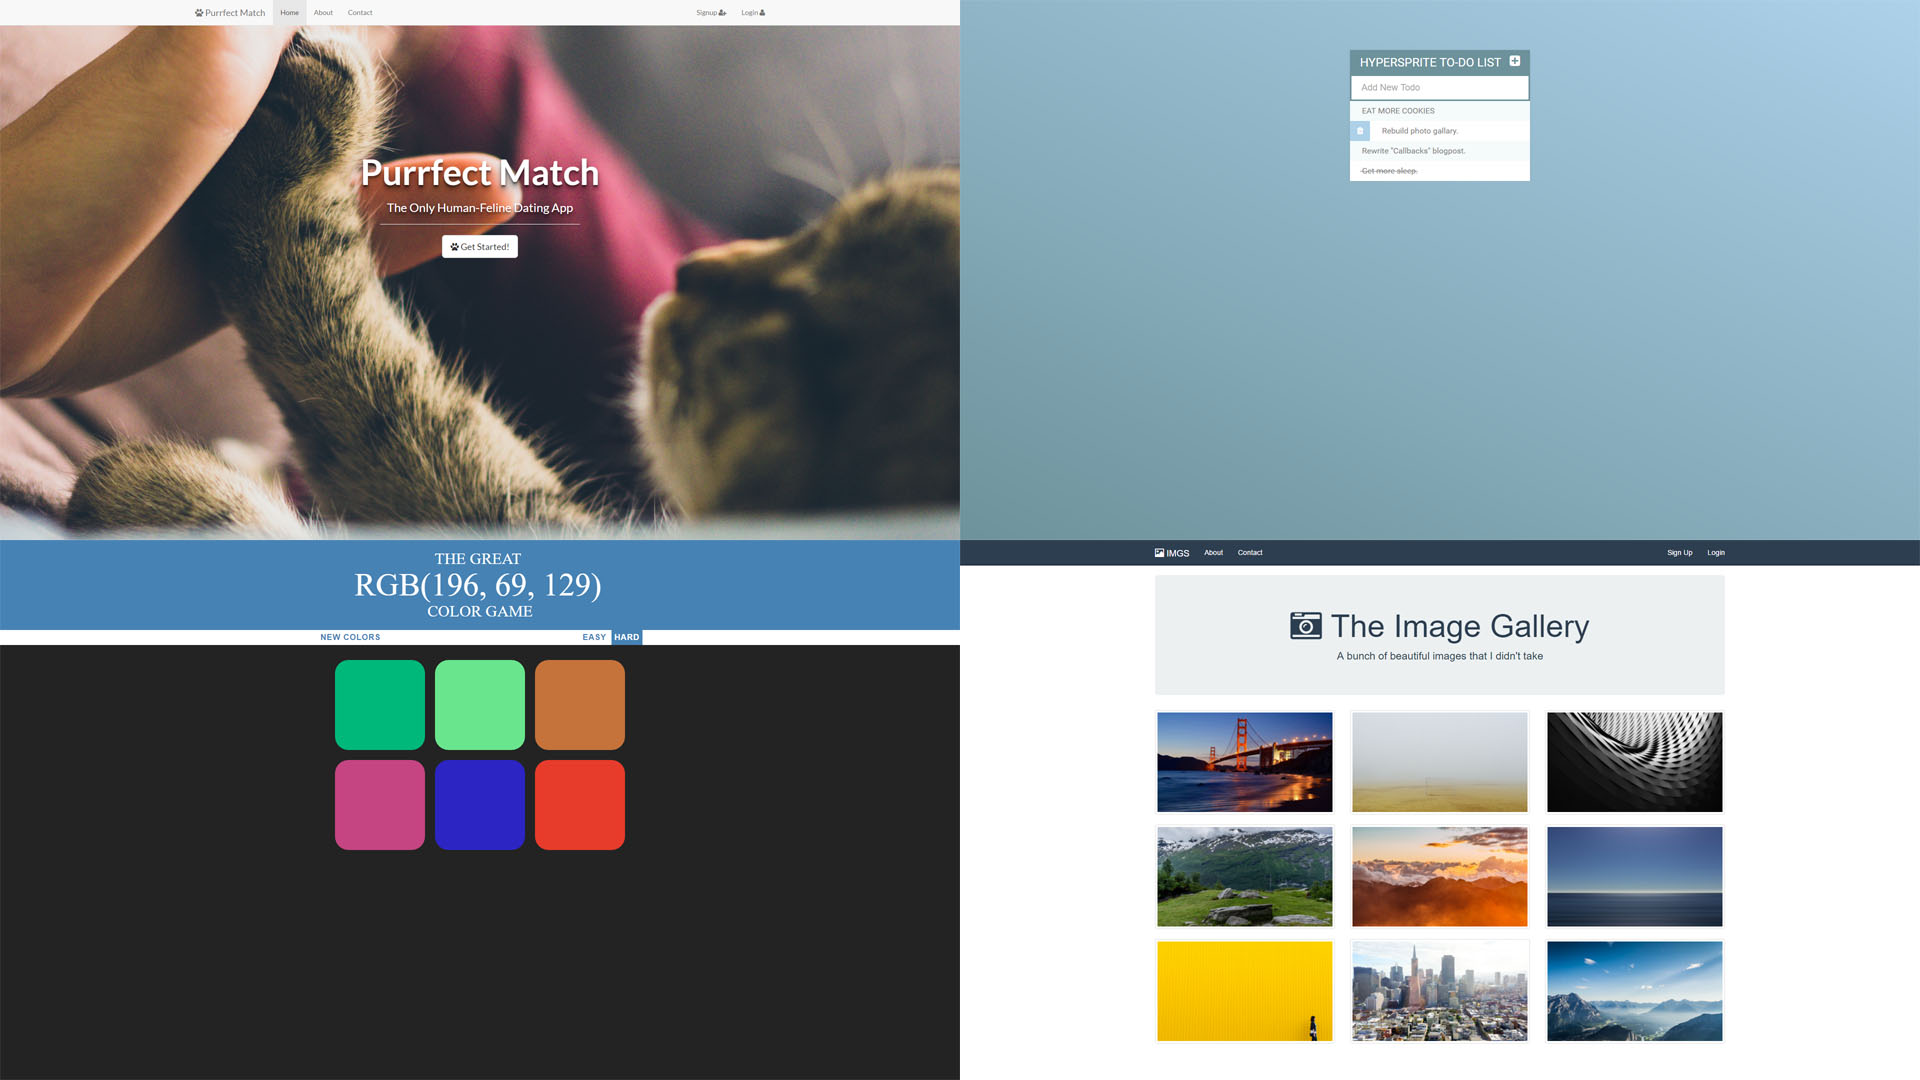 Purrfect Match Home About Contact Signup Login
Purrfect Match
The Only Human-Feline Dating App
Get Started!
HYPERSPRITE TO-DO LIST
Add New Todo
EAT MORE COOKIES
Rebuild photo gallary.
Rewrite "Callbacks" blogpost.
Get more sleep.
THE GREAT
RGB(196, 69, 129)
COLOR GAME
NEW COLORS EASY HARD
IMGS About Contact Sign Up Login
The Image Gallery
A bunch of beautiful images that I didn't take